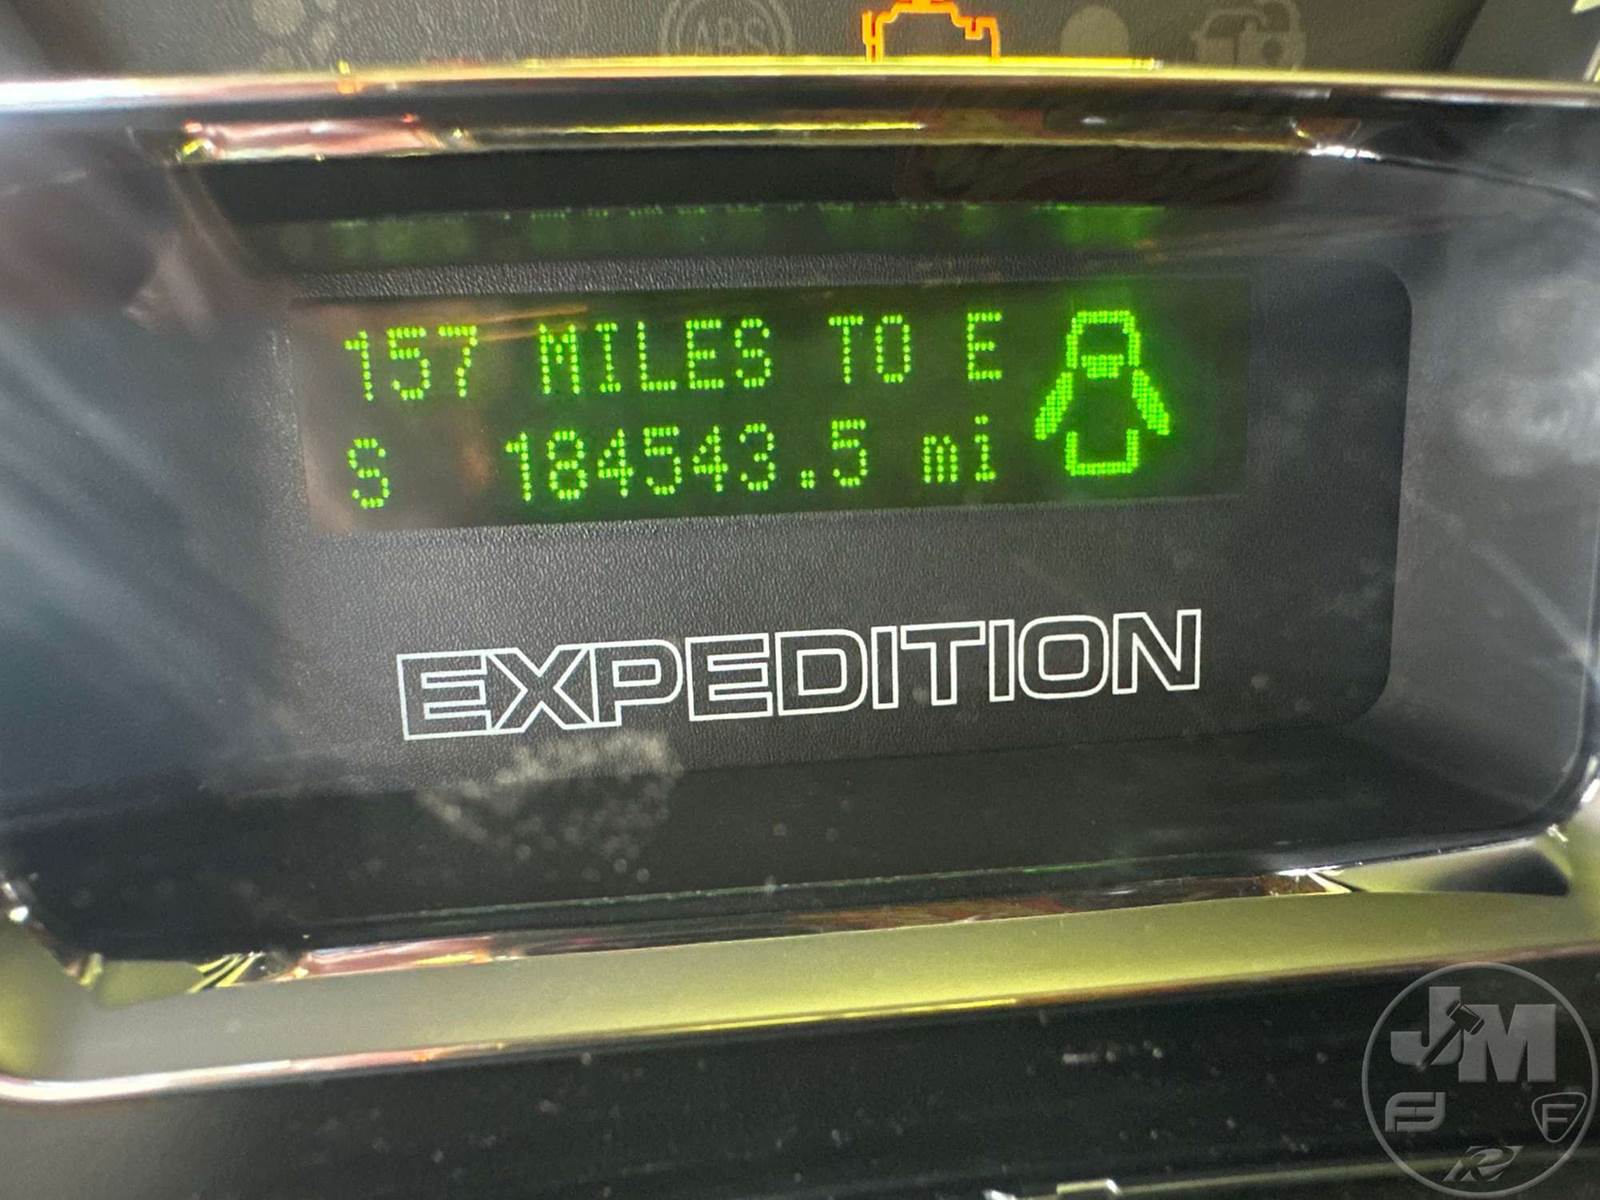 ABS
157 MILES TO E
S 184543.5 mi
EXPEDITION
JM
F